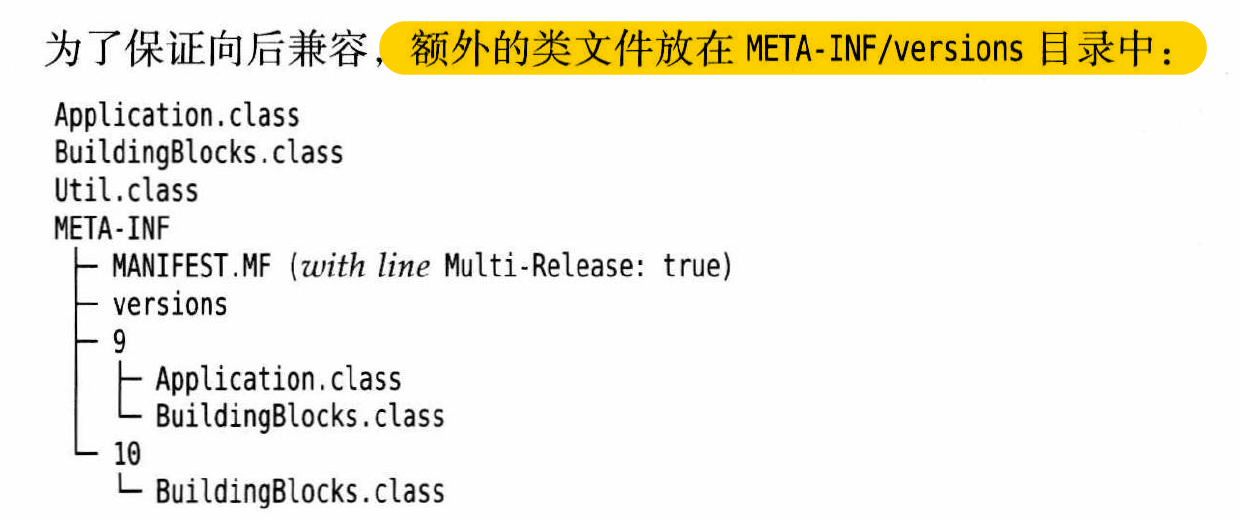 为了保证向后兼容，额外的类文件放在 META-INF/versions 目录中：
Application.class
BuildingBlocks.class
Util.class
META-INF
├─ MANIFEST.MF (with line Multi-Release: true)
├─ versions
├─ 9
│  ├─ Application.class
│  └─ BuildingBlocks.class
└─ 10
   └─ BuildingBlocks.class